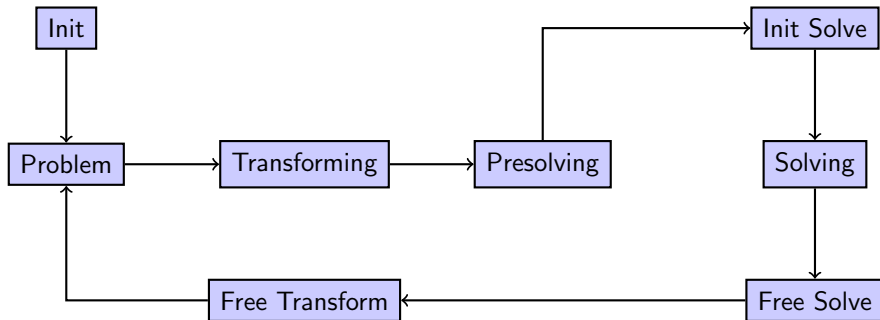 Init
Init Solve
Problem
Transforming
Presolving
Solving
Free Transform
Free Solve